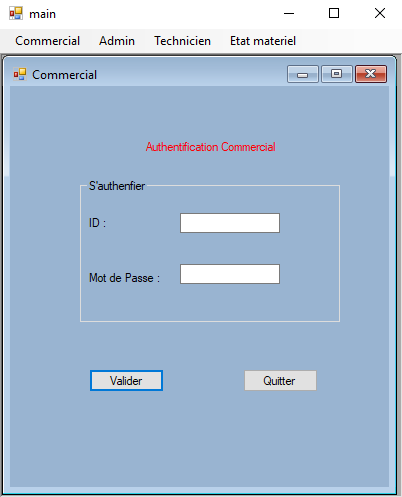 main
Commercial Admin Technicien Etat materiel
Commercial
Authentification Commercial
S'authenfier
ID :
Mot de Passe :
Valider Quitter